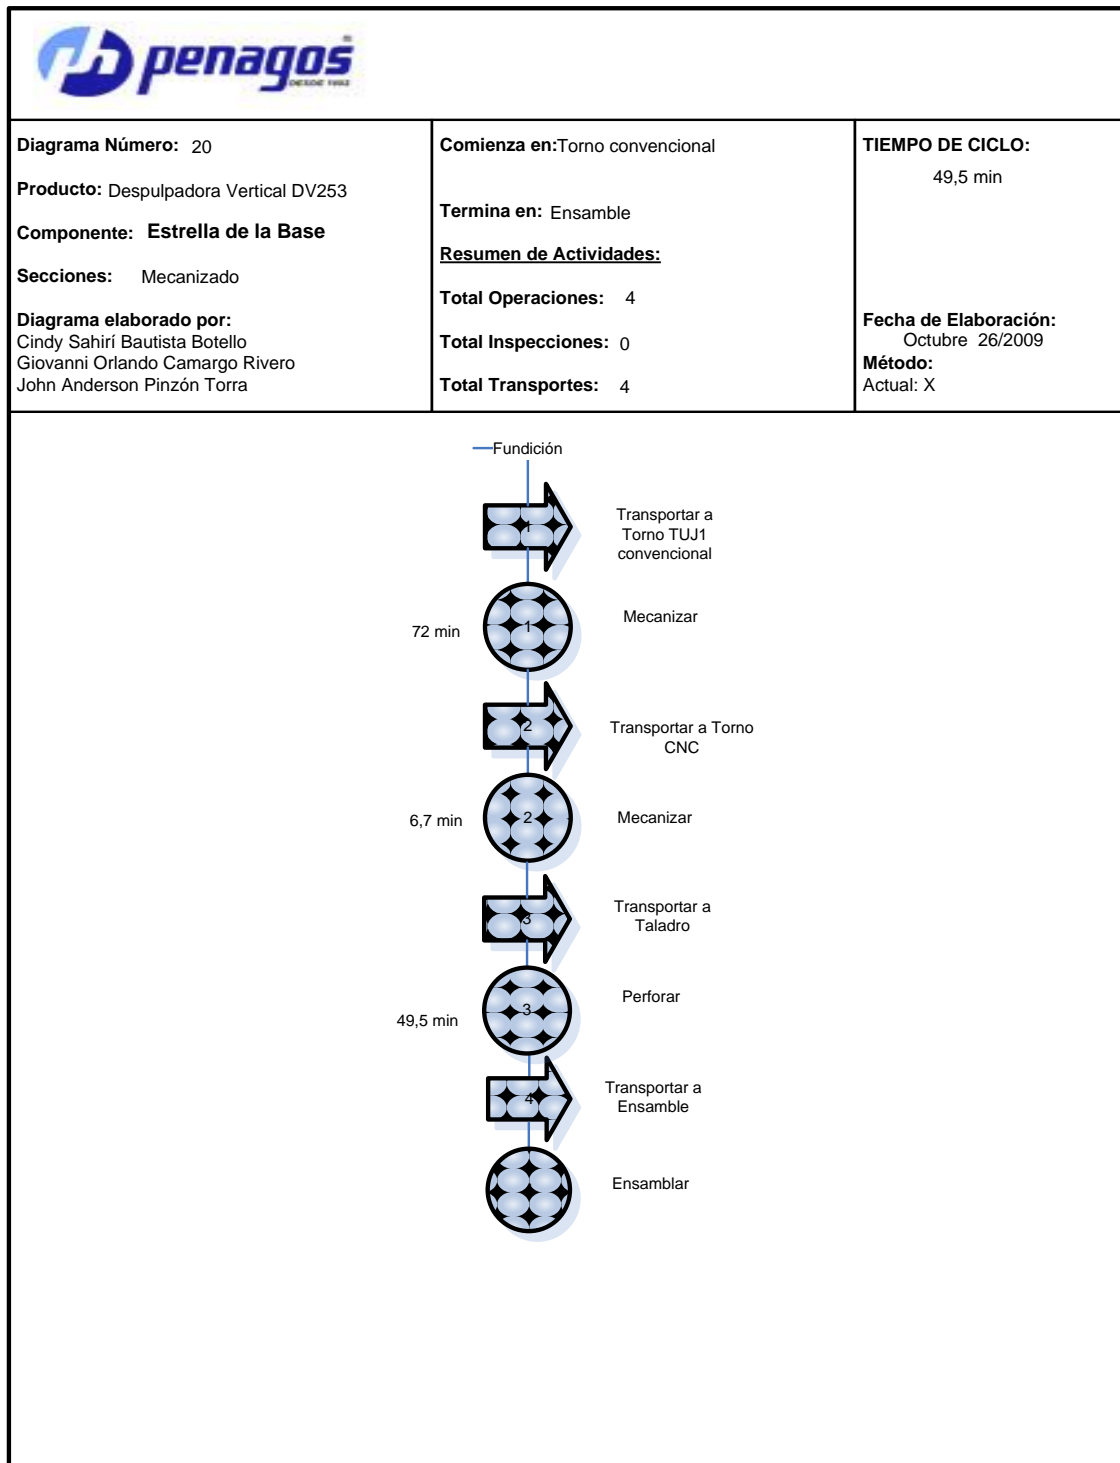 penagos
DESDE 1892
Diagrama Número: 20
Producto: Despulpadora Vertical DV253
Componente: Estrella de la Base
Secciones: Mecanizado
Diagrama elaborado por:
Cindy Sahirí Bautista Botello
Giovanni Orlando Camargo Rivero
John Anderson Pinzón Torra
Comienza en:Torno convencional
Termina en: Ensamble
Resumen de Actividades:
Total Operaciones: 4
Total Inspecciones: 0
Total Transportes: 4
TIEMPO DE CICLO:
49,5 min
Fecha de Elaboración:
Octubre 26/2009
Método:
Actual: X
Fundición
1
Transportar a
Torno TUJ1
convencional
72 min
1
Mecanizar
2
Transportar a Torno
CNC
6,7 min
2
Mecanizar
3
Transportar a
Taladro
49,5 min
3
Perforar
4
Transportar a
Ensamble
Ensamblar